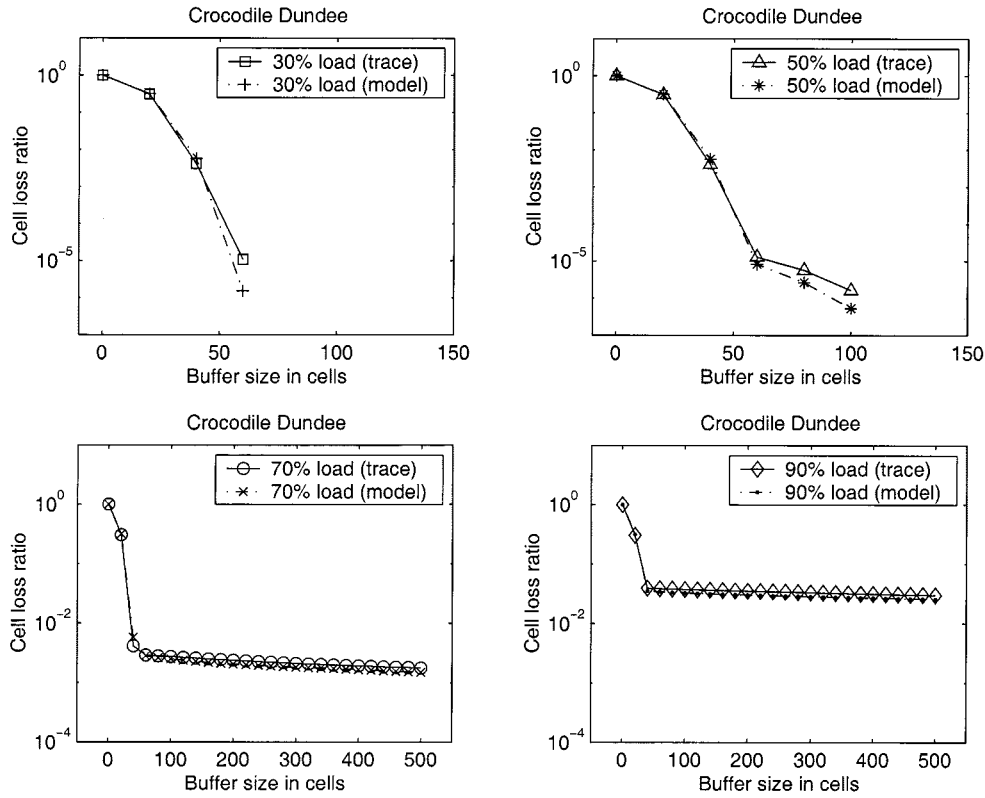 Crocodile Dundee
30% load (trace)
30% load (model)
10^0
10^-5
Cell loss ratio
0 50 100 150
Buffer size in cells
Crocodile Dundee
50% load (trace)
50% load (model)
10^0
10^-5
Cell loss ratio
0 50 100 150
Buffer size in cells
Crocodile Dundee
70% load (trace)
70% load (model)
10^0
10^-2
10^-4
Cell loss ratio
0 100 200 300 400 500
Buffer size in cells
Crocodile Dundee
90% load (trace)
90% load (model)
10^0
10^-2
10^-4
Cell loss ratio
0 100 200 300 400 500
Buffer size in cells